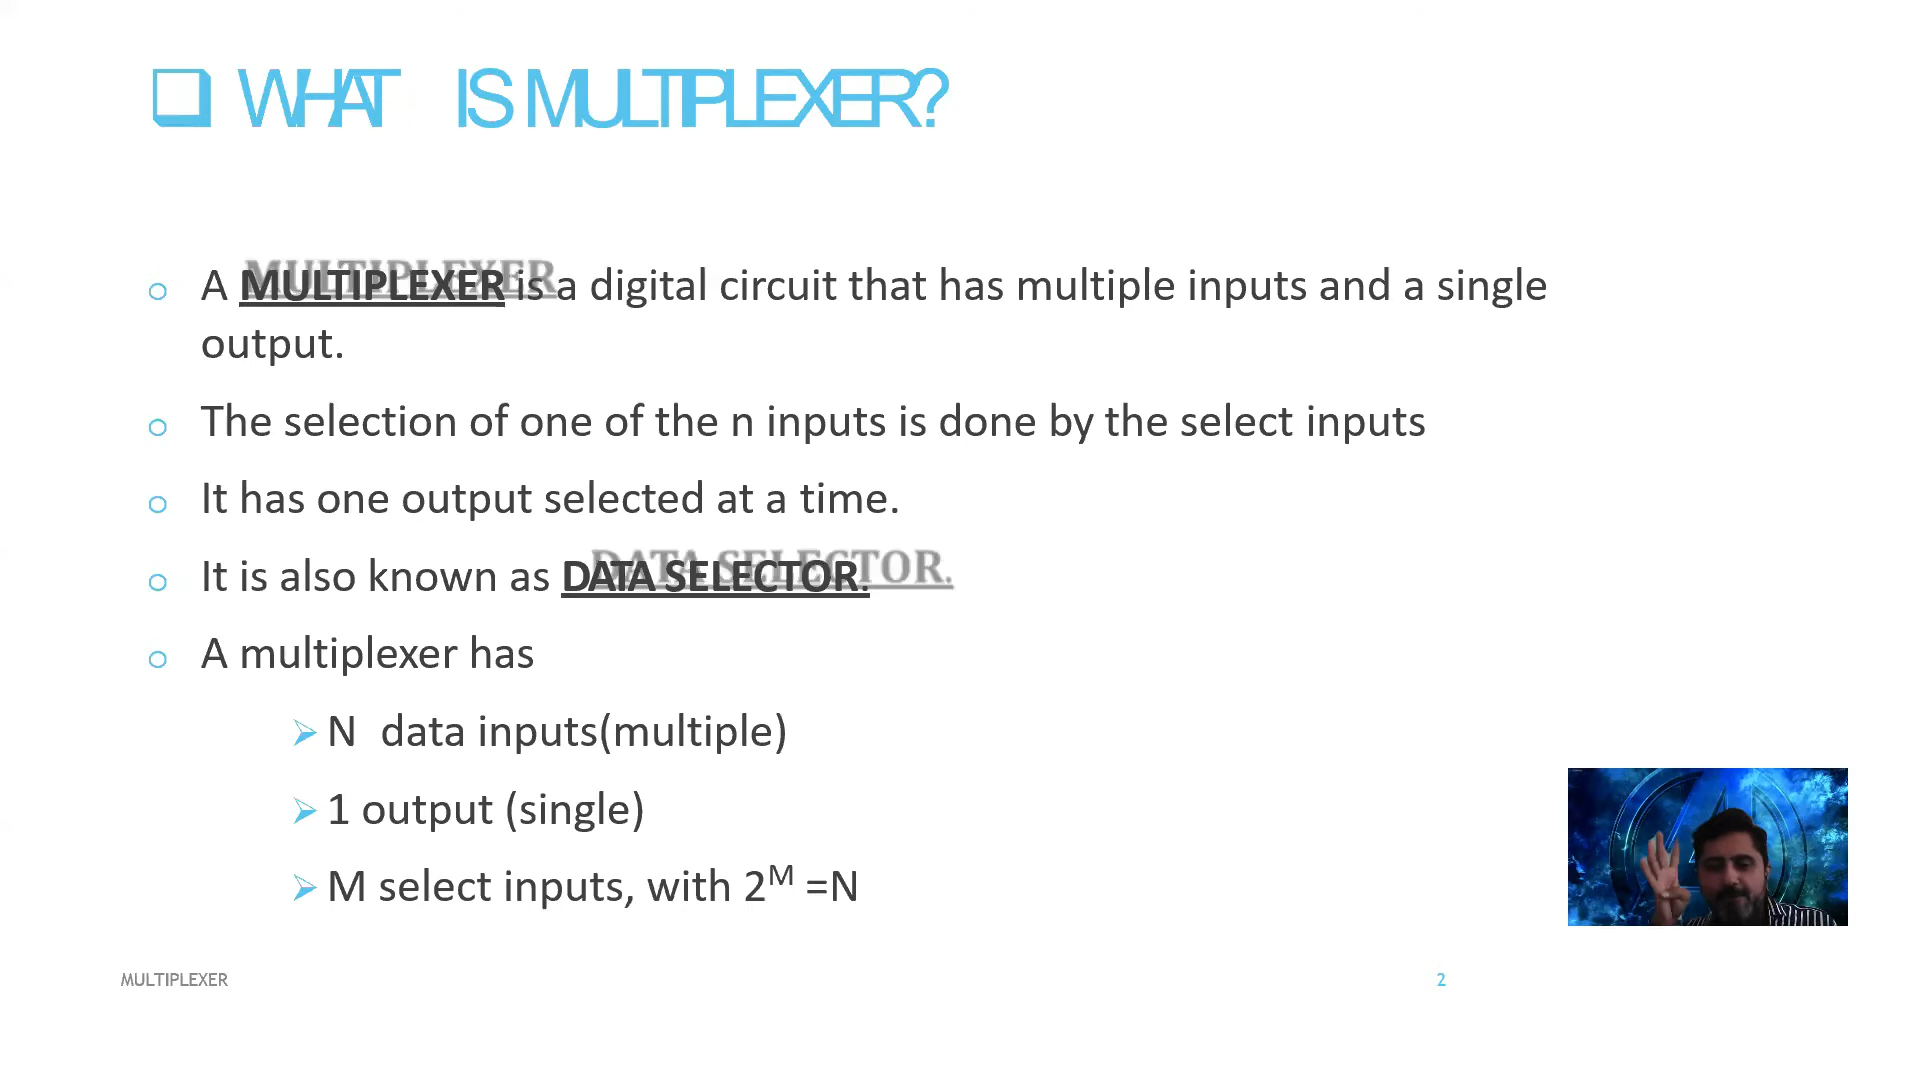 WHAT IS MULTIPLEXER?
A MULTIPLEXER is a digital circuit that has multiple inputs and a single
output.
The selection of one of the n inputs is done by the select inputs
It has one output selected at a time.
It is also known as DATA SELECTOR.
A multiplexer has
N data inputs(multiple)
1 output (single)
M select inputs, with 2ᴹ =N
MULTIPLEXER
2